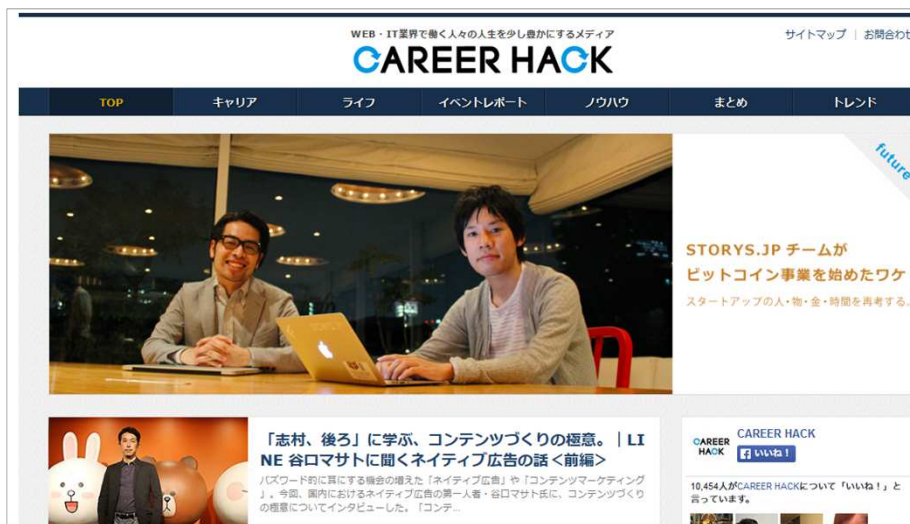 WEB・IT業界で働く人々の人生を少し豊かにするメディア
CAREER HACK
サイトマップ | お問合わせ
TOP キャリア ライフ イベントレポート ノウハウ まとめ トレンド
future
STORYS.JP
STORYS.JP チームが
ビットコイン事業を始めたワケ
スタートアップの人・物・金・時間を再考する。
「志村、後ろ」に学ぶ、コンテンツづくりの極意。｜LI
NE 谷口マサトに聞くネイティブ広告の話＜前編＞
バズワード的に耳にする機会の増えた「ネイティブ広告」や「コンテンツマーケティング
」。今回、国内におけるネイティブ広告の第一人者・谷口マサト氏に、コンテンツづくり
の極意についてインタビューした。「コンテ...
CAREER
HACK
CAREER HACK
いいね！
10,454人がCAREER HACKについて「いいね！」と
言っています。